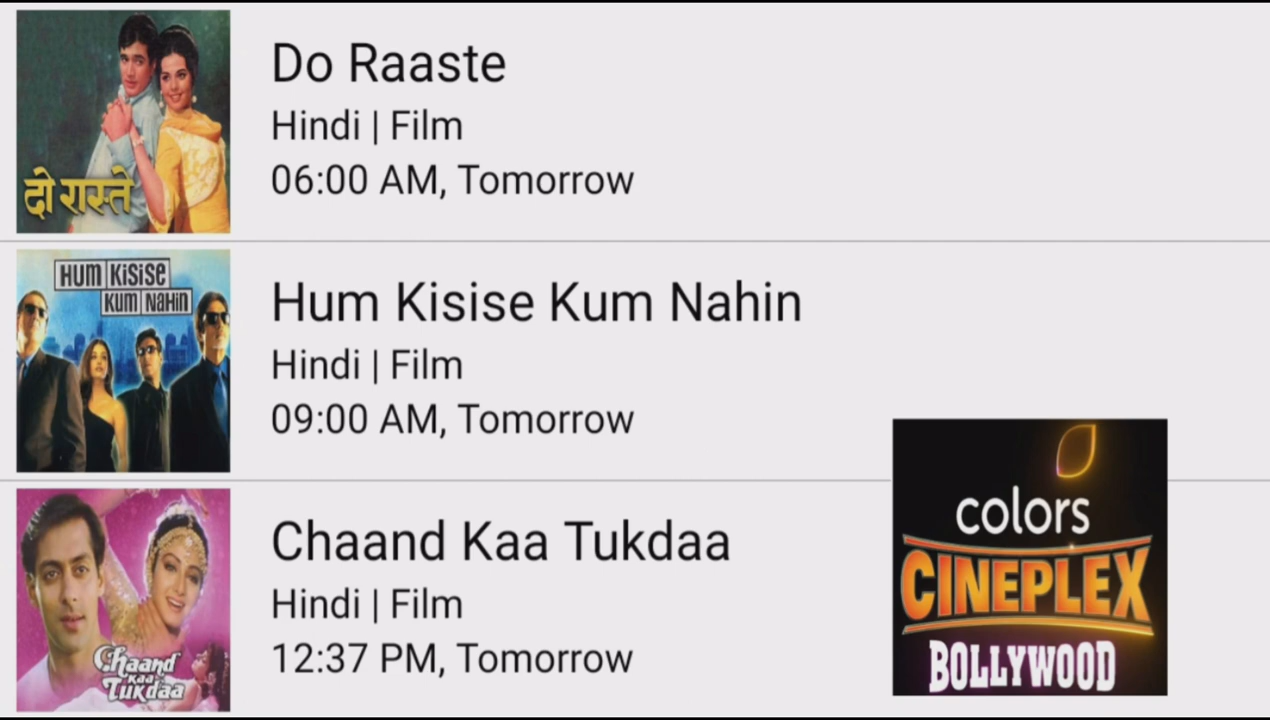 दो रास्ते
Do Raaste
Hindi | Film
06:00 AM, Tomorrow
HUM KISISE
KUM NAHIN
Hum Kisise Kum Nahin
Hindi | Film
09:00 AM, Tomorrow
Chaand
Kaa
Tukdaa
Chaand Kaa Tukdaa
Hindi | Film
12:37 PM, Tomorrow
colors
CINEPLEX
BOLLYWOOD